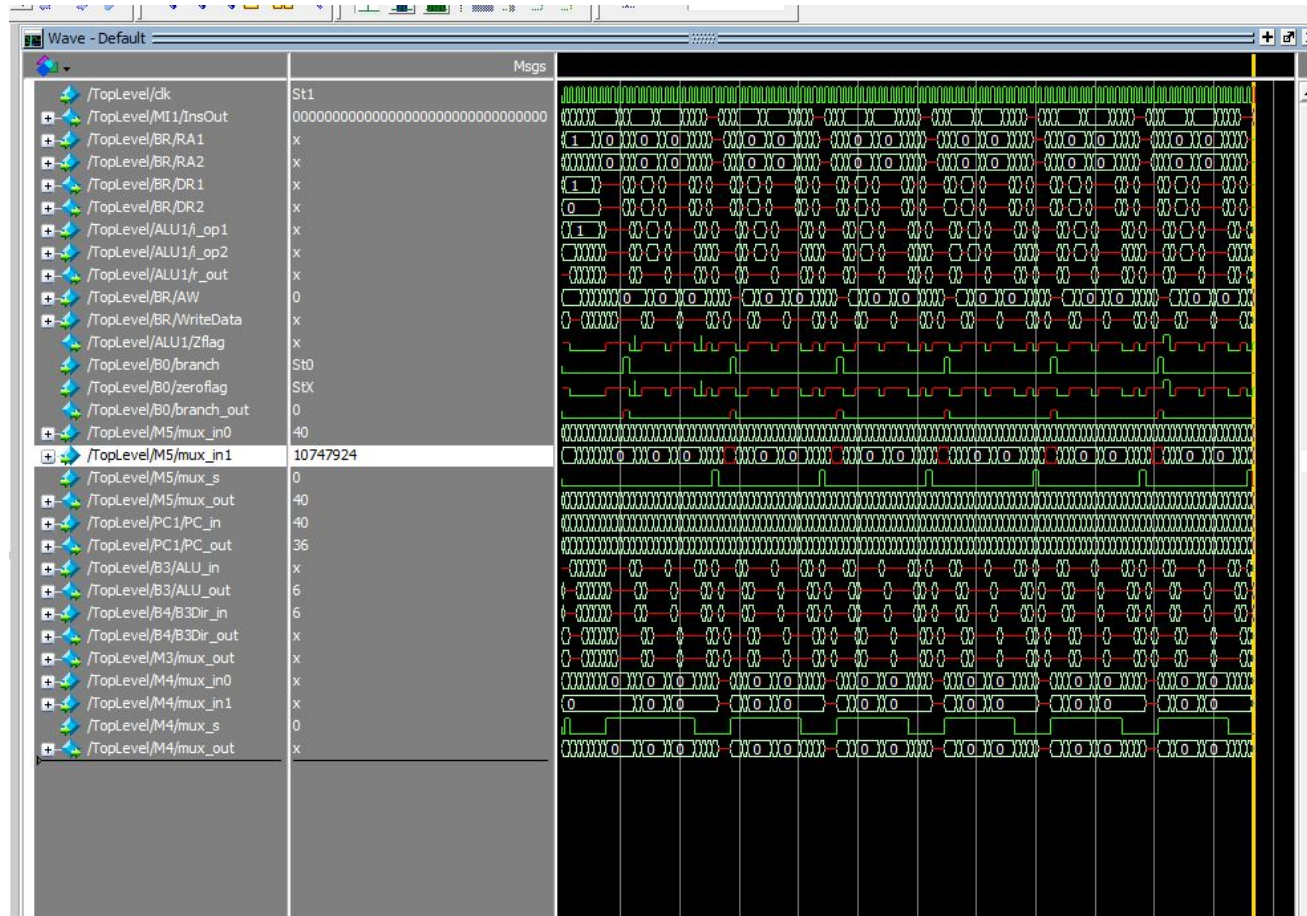 Wave - Default
Msgs
/TopLevel/clk St1
/TopLevel/MI1/InsOut 00000000000000000000000000000000
/TopLevel/BR/RA1 x
/TopLevel/BR/RA2 x
/TopLevel/BR/DR1 x
/TopLevel/BR/DR2 x
/TopLevel/ALU1/i_op1 x
/TopLevel/ALU1/i_op2 x
/TopLevel/ALU1/r_out x
/TopLevel/BR/AW 0
/TopLevel/BR/WriteData x
/TopLevel/ALU1/Zflag x
/TopLevel/B0/branch St0
/TopLevel/B0/zeroflag StX
/TopLevel/B0/branch_out 0
/TopLevel/M5/mux_in0 40
/TopLevel/M5/mux_in1 10747924
/TopLevel/M5/mux_s 0
/TopLevel/M5/mux_out 40
/TopLevel/PC1/PC_in 40
/TopLevel/PC1/PC_out 36
/TopLevel/B3/ALU_in x
/TopLevel/B3/ALU_out 6
/TopLevel/B4/B3Dir_in 6
/TopLevel/B4/B3Dir_out x
/TopLevel/M3/mux_out x
/TopLevel/M4/mux_in0 x
/TopLevel/M4/mux_in1 x
/TopLevel/M4/mux_s 0
/TopLevel/M4/mux_out x